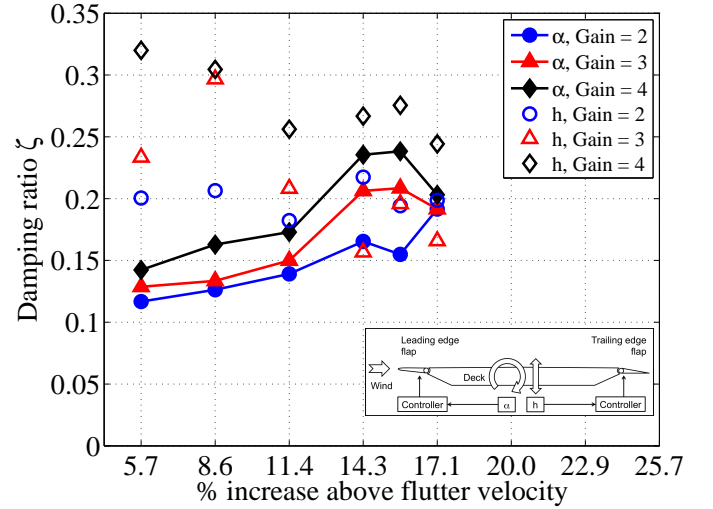 0.35
0.3
0.25
0.2
0.15
0.1
0.05
0
Damping ratio ζ
α, Gain = 2
α, Gain = 3
α, Gain = 4
h, Gain = 2
h, Gain = 3
h, Gain = 4
Leading edge
flap
Trailing edge
flap
Wind
Deck
Controller
α
h
Controller
5.7 8.6 11.4 14.3 17.1 20.0 22.9 25.7
% increase above flutter velocity